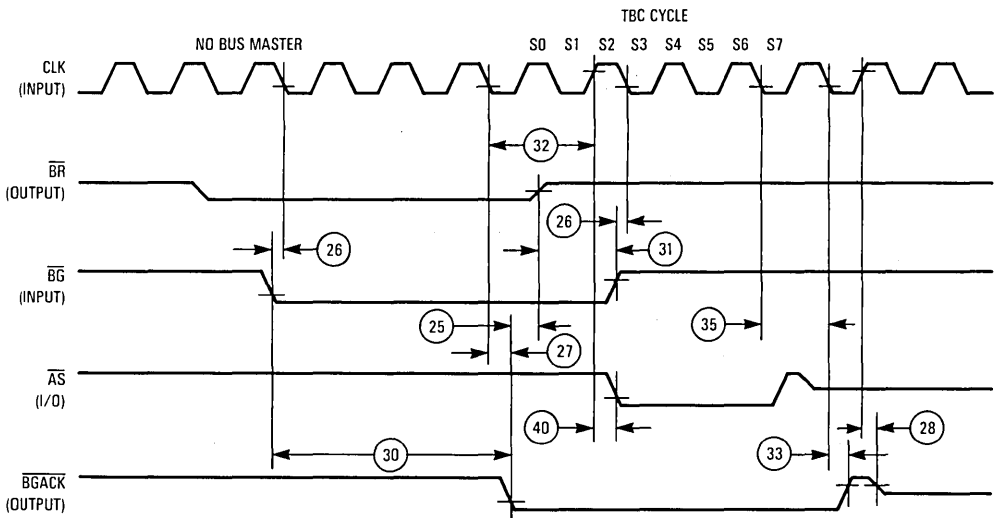 TBC CYCLE
NO BUS MASTER
S0 S1 S2 S3 S4 S5 S6 S7
CLK
(INPUT)
32
BR
(OUTPUT)
26
26
31
BG
(INPUT)
25
27
35
AS
(I/O)
40
28
30
33
BGACK
(OUTPUT)